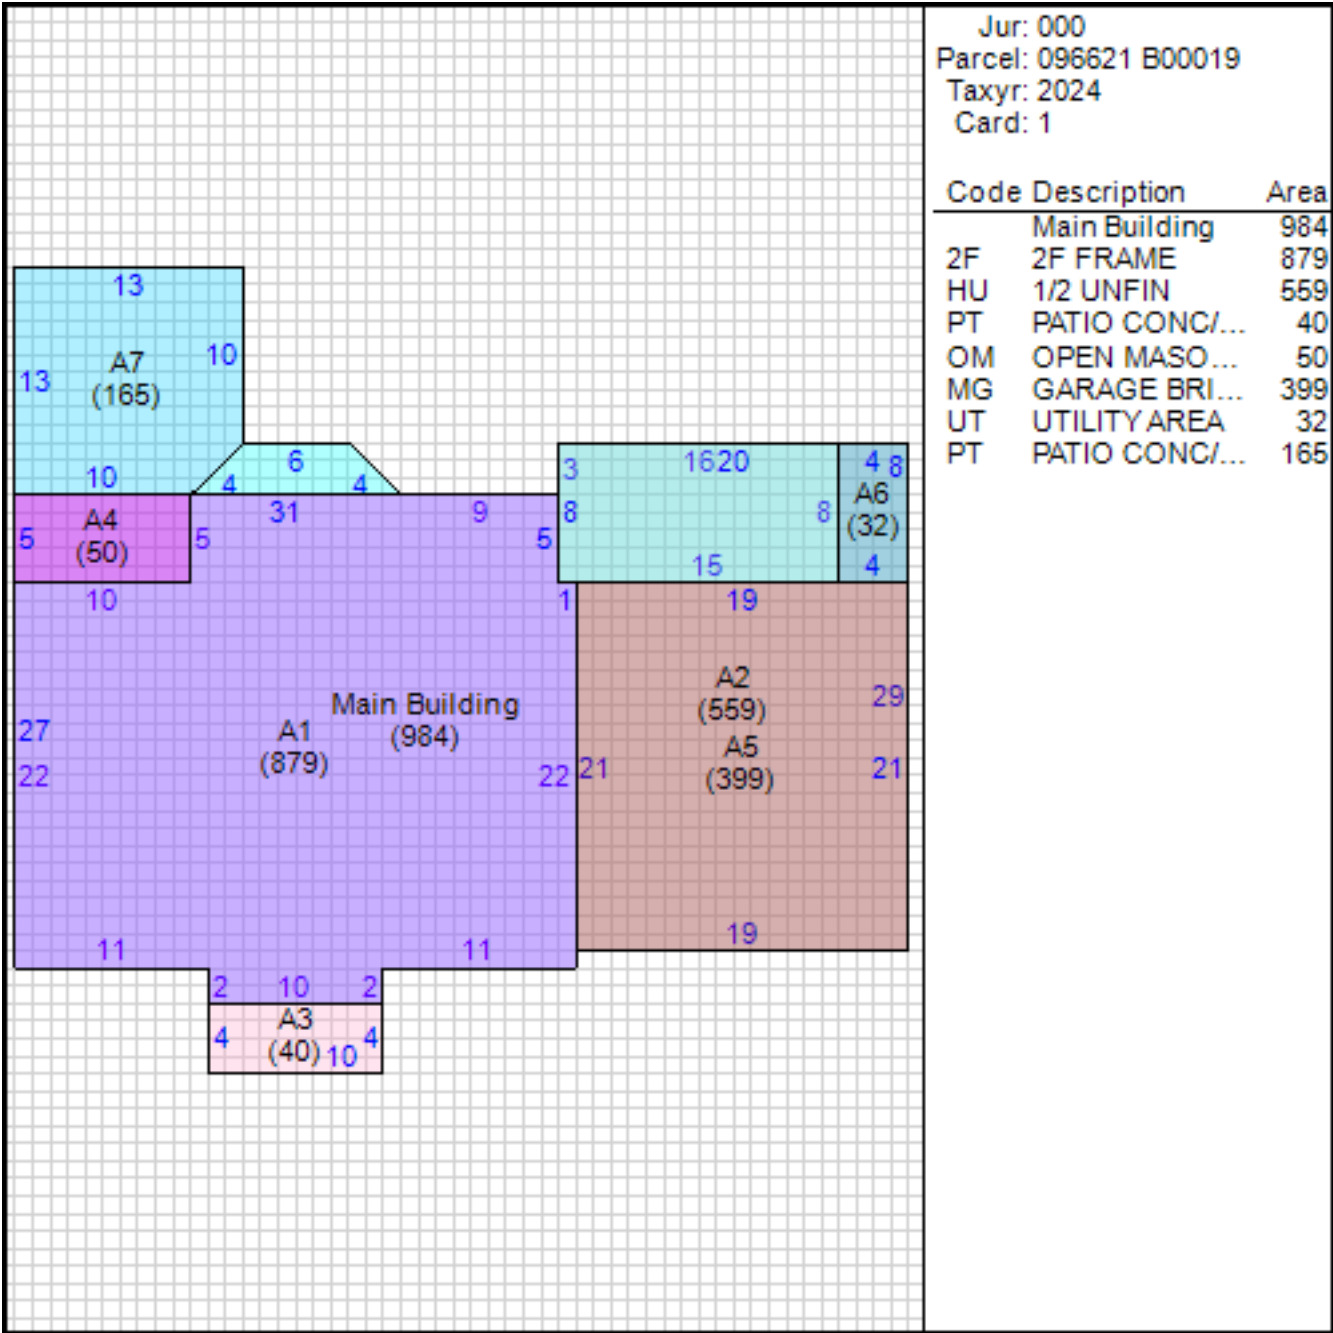 Jur: 000
Parcel: 096621 B00019
Taxyr: 2024
Card: 1
Code Description Area
Main Building 984
2F 2F FRAME 879
HU 1/2 UNFIN 559
PT PATIO CONC/... 40
OM OPEN MASO... 50
MG GARAGE BRI... 399
UT UTILITY AREA 32
PT PATIO CONC/... 165
13
10
A7
13
(165)
6
3
1620
4
8
10
4
4
A6
31
9
8
8
(32)
A4
5
(50)
5
5
15
4
10
1
19
A2
29
(559)
Main Building
27
A1
(984)
A5
(879)
22
22
21
21
(399)
19
11
11
2
10
2
A3
4
4
(40)
10